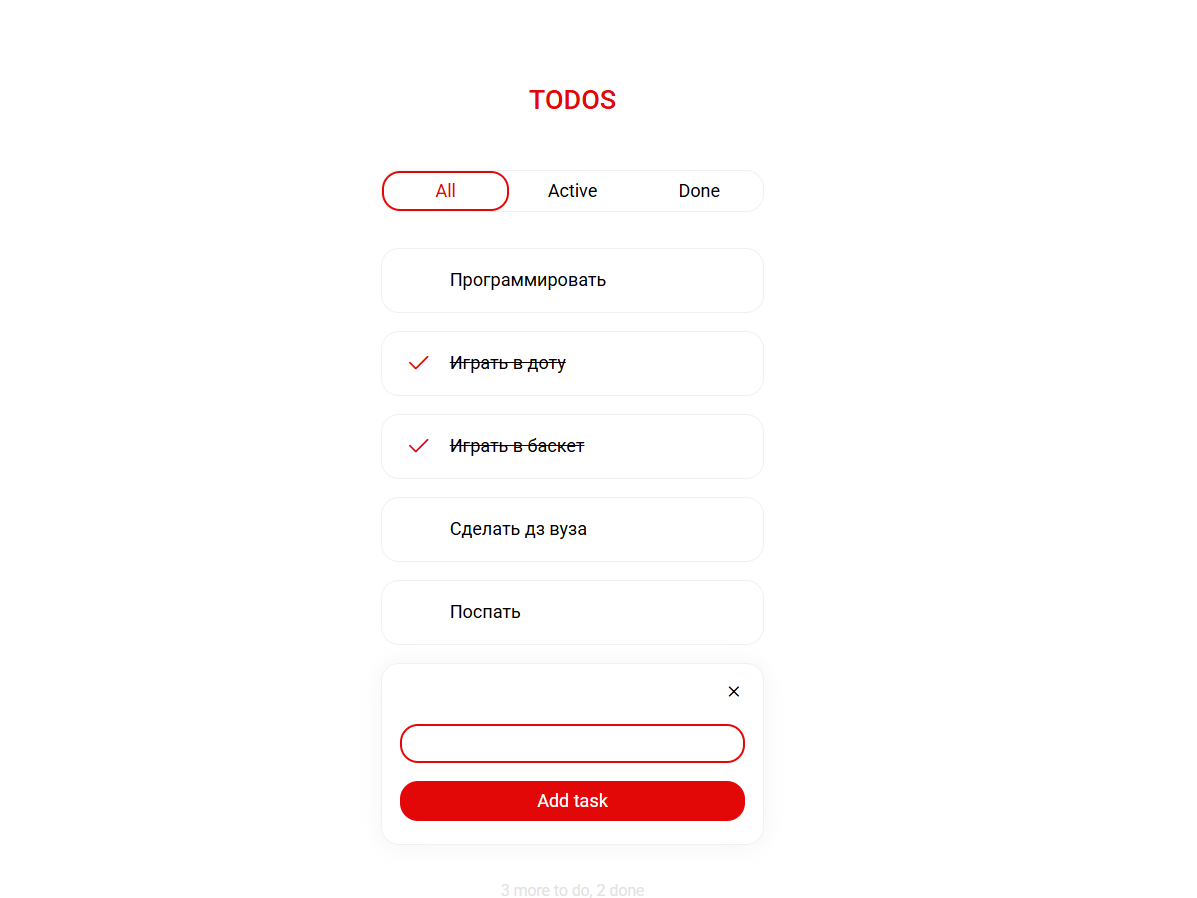 TODOS
All Active Done
Программировать
Играть в доту
Играть в баскет
Сделать дз вуза
Поспать
Add task
3 more to do, 2 done